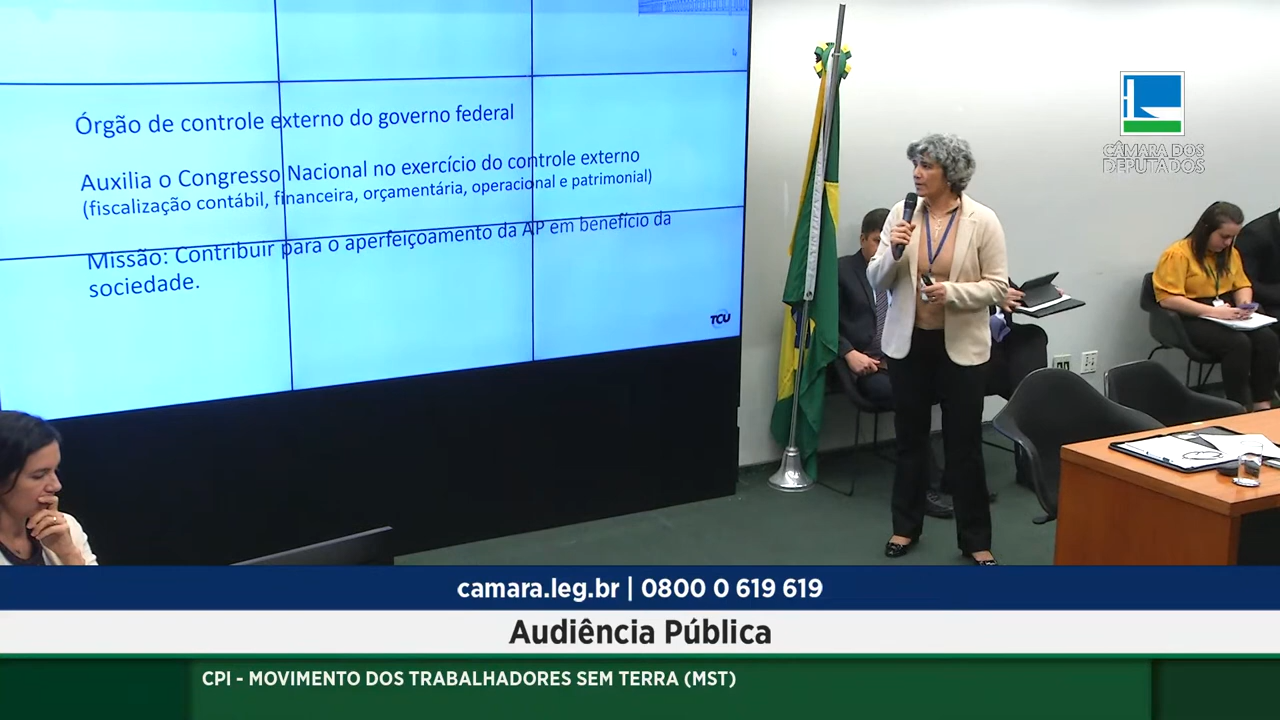 Órgão de controle externo do governo federal
Auxilia o Congresso Nacional no exercício do controle externo
(fiscalização contábil, financeira, orçamentária, operacional e patrimonial)
Missão: Contribuir para o aperfeiçoamento da AP em benefício da
sociedade.
TCU
CÂMARA DOS
DEPUTADOS
camara.leg.br | 0800 0 619 619
Audiência Pública
CPI - MOVIMENTO DOS TRABALHADORES SEM TERRA (MST)